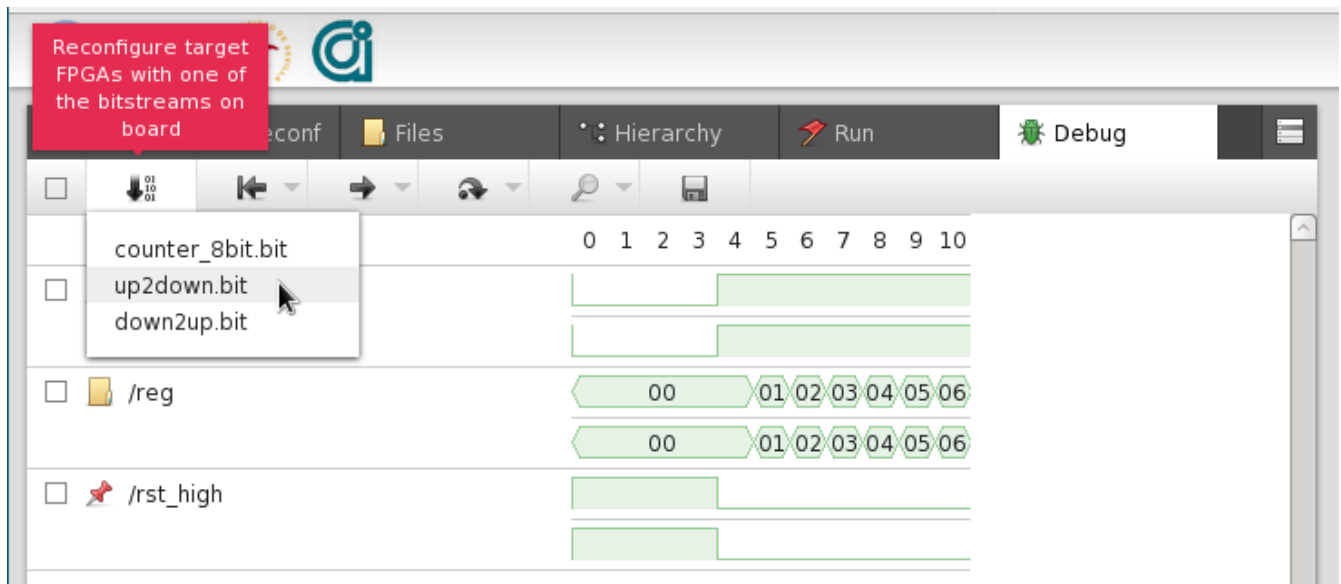 Reconfigure target
FPGAs with one of
the bitstreams on
board
Files
Hierarchy
Run
Debug
counter_8bit.bit
up2down.bit
down2up.bit
0 1 2 3 4 5 6 7 8 9 10
/reg
00 01 02 03 04 05 06
00 01 02 03 04 05 06
/rst_high